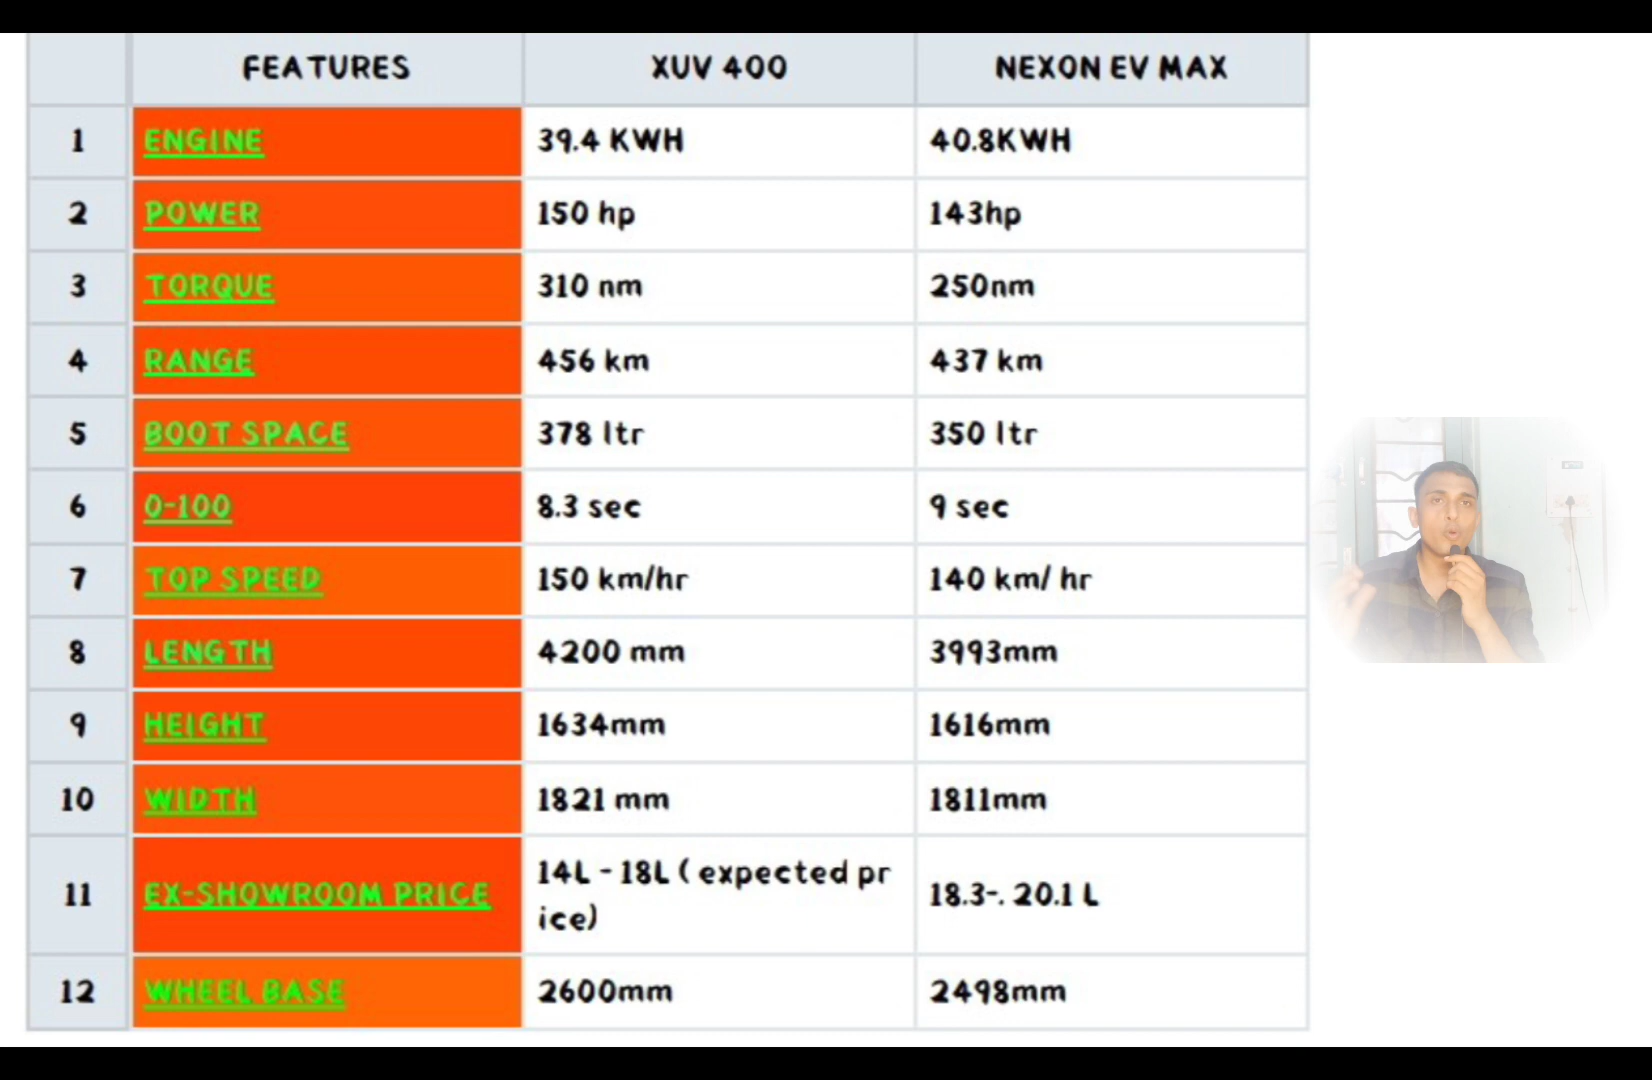 FEATURES XUV 400 NEXON EV MAX
1 ENGINE 39.4 KWH 40.8KWH
2 POWER 150 hp 143hp
3 TORQUE 310 nm 250nm
4 RANGE 456 km 437 km
5 BOOT SPACE 378 ltr 350 ltr
6 0-100 8.3 sec 9 sec
7 TOP SPEED 150 km/hr 140 km/ hr
8 LENGTH 4200 mm 3993mm
9 HEIGHT 1634mm 1616mm
10 WIDTH 1821 mm 1811mm
11 EX-SHOWROOM PRICE 14L - 18L ( expected pr
ice) 18.3-. 20.1 L
12 WHEEL BASE 2600mm 2498mm